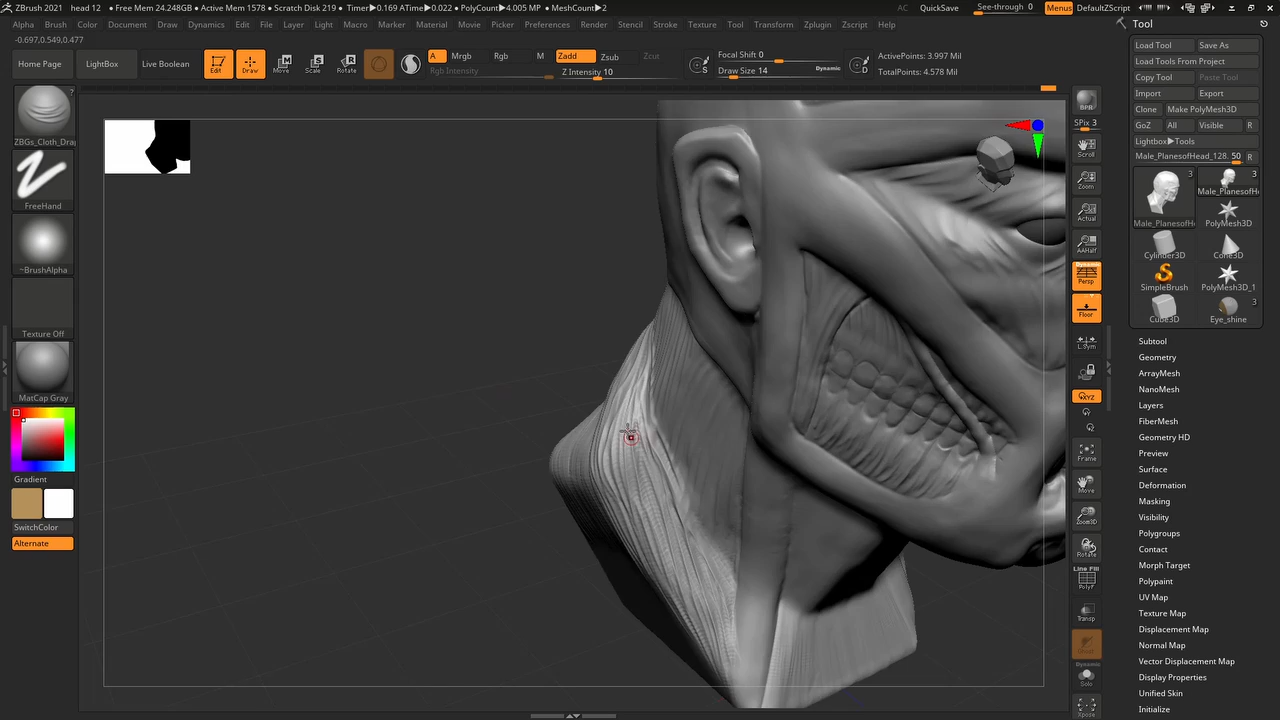 ZBrush 2021 head 12 • Free Mem 24.248GB • Active Mem 1578 • Scratch Disk 219 • Timer▶0.169 ATime▶0.022 • PolyCount▶4.005 MP • MeshCount▶2 AC QuickSave See-through 0 Menus DefaultZScript
Alpha Brush Color Document Draw Dynamics Edit File Layer Light Macro Marker Material Movie Picker Preferences Render Stencil Stroke Texture Tool Transform Zplugin Zscript Help
-0.697,0.549,0.477
Home Page LightBox Live Boolean Edit Draw Move Scale Rotate
A Mrgb Rgb M Zadd Zsub Zcut
Rgb Intensity Z Intensity 10
S Focal Shift 0
Draw Size 14 Dynamic D
ActivePoints: 3.997 Mil
TotalPoints: 4.578 Mil
ZBGs_Cloth_Drap
FreeHand
~BrushAlpha
Texture Off
MatCap Gray
Gradient
SwitchColor
Alternate
BPR
SPix 3
Scroll
Zoom
Actual
AAHalf
Dynamic
Persp
Floor
L.Sym
XYZ
Frame
Move
Zoom3D
Rotate
Line Fill
PolyF
Transp
Ghost
Dynamic
Solo
Xpose
Tool
Load Tool Save As
Load Tools From Project
Copy Tool Paste Tool
Import Export
Clone Make PolyMesh3D
GoZ All Visible R
Lightbox▶Tools
Male_PlanesofHead_128. 50 R
3 3
Male_PlanesofHe
Male_PlanesofH PolyMesh3D
Cylinder3D Cone3D
SimpleBrush PolyMesh3D_1
3
Cube3D Eye_shine
Subtool
Geometry
ArrayMesh
NanoMesh
Layers
FiberMesh
Geometry HD
Preview
Surface
Deformation
Masking
Visibility
Polygroups
Contact
Morph Target
Polypaint
UV Map
Texture Map
Displacement Map
Normal Map
Vector Displacement Map
Display Properties
Unified Skin
Initialize